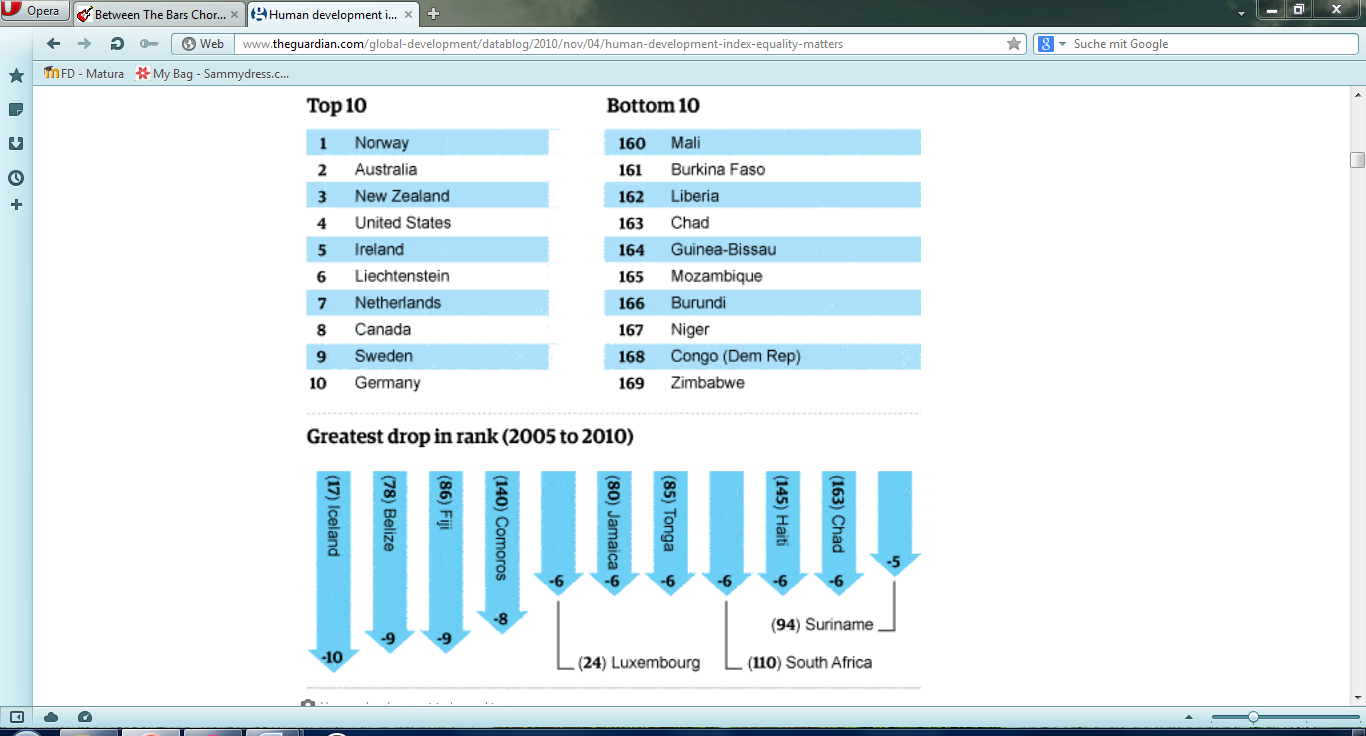 Opera
Between The Bars Chor...
Human development i...
Web
www.theguardian.com/global-development/datablog/2010/nov/04/human-development-index-equality-matters
Suche mit Google
FD - Matura
My Bag - Sammydress.c...
Top 10
1 Norway
2 Australia
3 New Zealand
4 United States
5 Ireland
6 Liechtenstein
7 Netherlands
8 Canada
9 Sweden
10 Germany
Bottom 10
160 Mali
161 Burkina Faso
162 Liberia
163 Chad
164 Guinea-Bissau
165 Mozambique
166 Burundi
167 Niger
168 Congo (Dem Rep)
169 Zimbabwe
Greatest drop in rank (2005 to 2010)
(17) Iceland
-10
(78) Belize
-9
(86) Fiji
-9
(140) Comoros
-8
-6
(24) Luxembourg
(80) Jamaica
-6
(85) Tonga
-6
-6
(110) South Africa
(145) Haiti
-6
(163) Chad
-6
-5
(94) Suriname